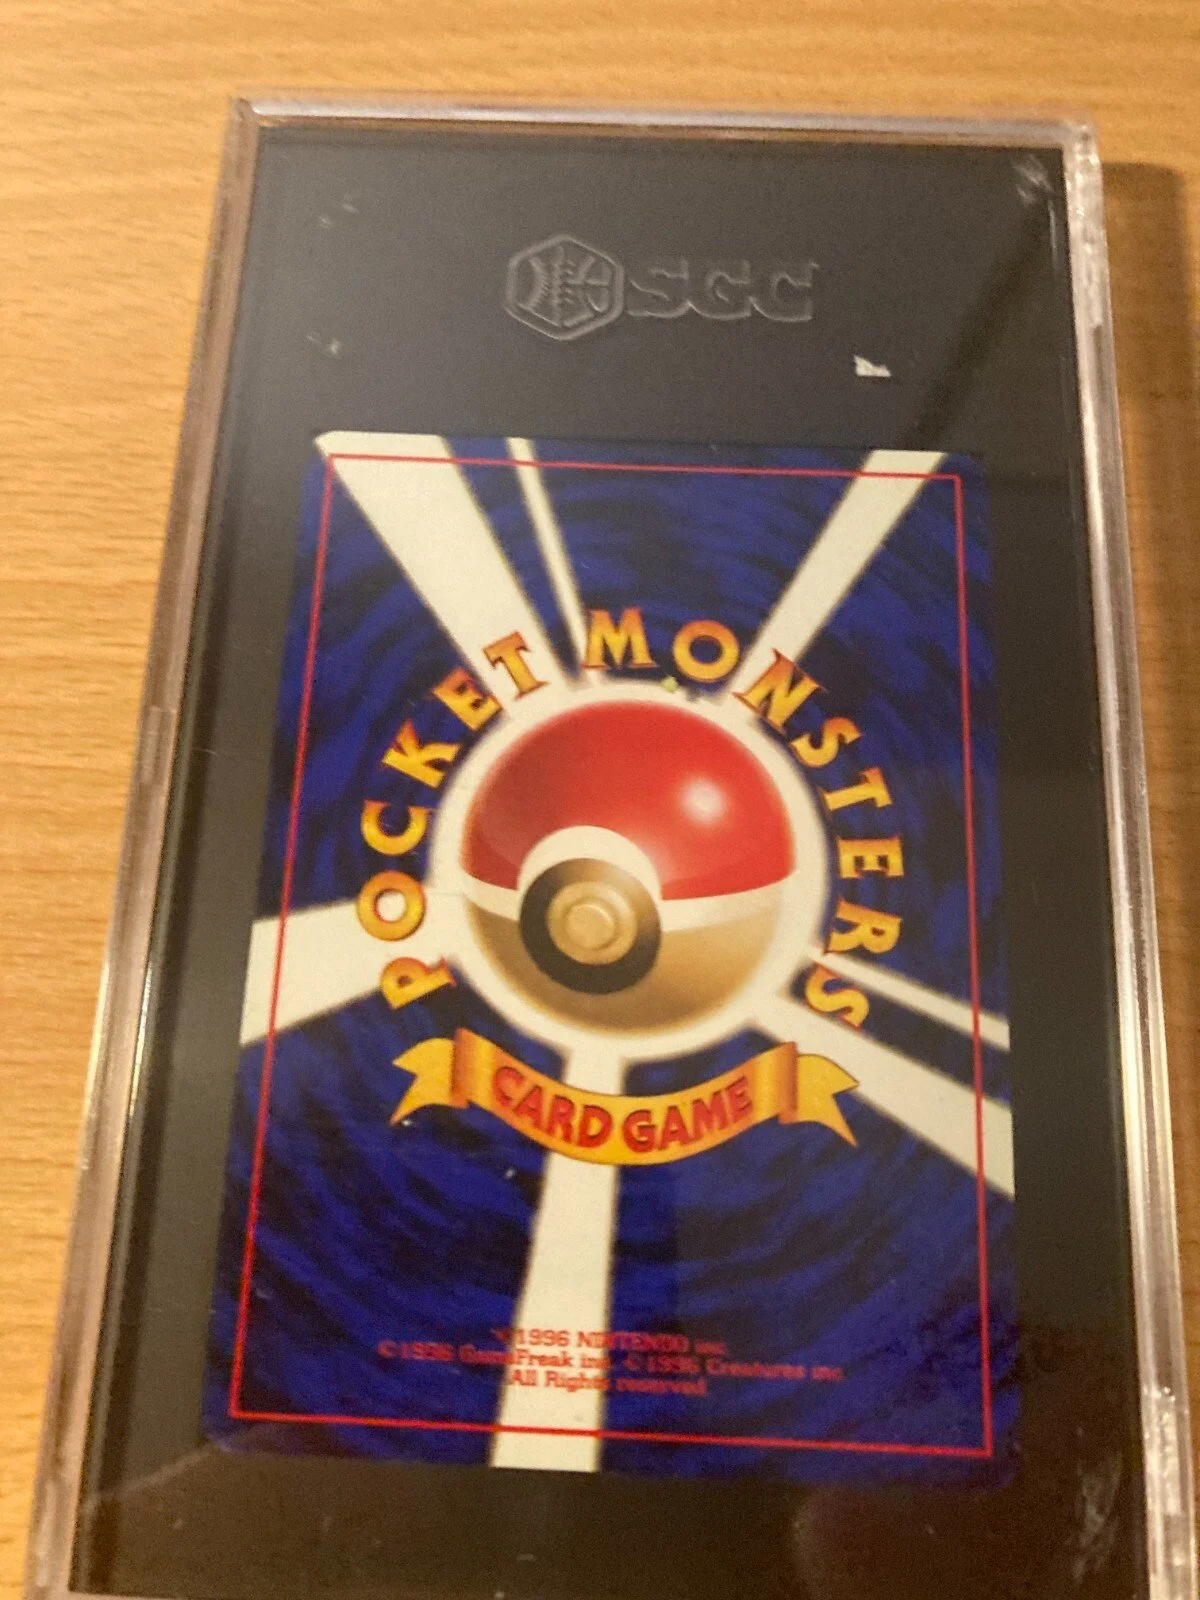 SGC
POCKET MONSTERS
CARD GAME
©1996 NINTENDO inc.
©1996 GameFreak inc. ©1996 Creatures inc.
All Rights reserved.